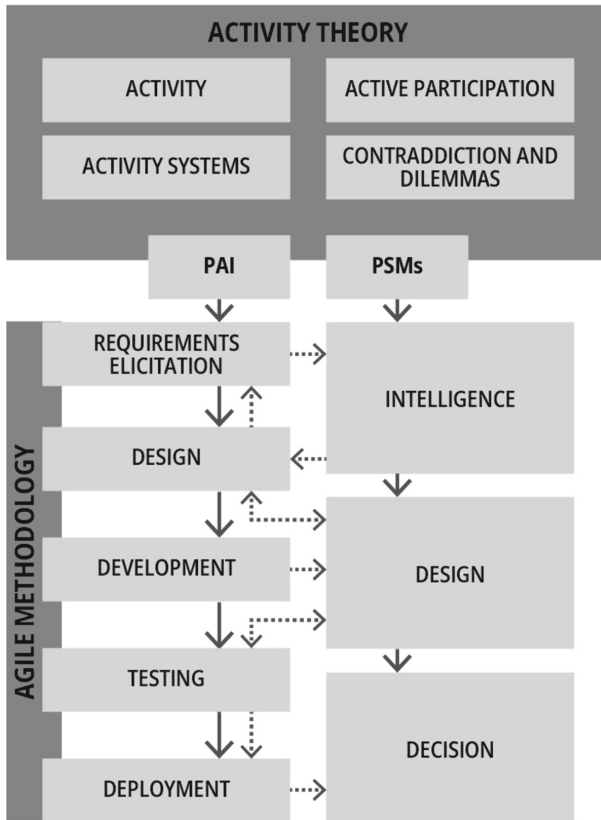 ACTIVITY THEORY
ACTIVITY
ACTIVE PARTICIPATION
ACTIVITY SYSTEMS
CONTRADDICTION AND
DILEMMAS
PAI
PSMs
AGILE METHODOLOGY
REQUIREMENTS
ELICITATION
INTELLIGENCE
DESIGN
DEVELOPMENT
DESIGN
TESTING
DECISION
DEPLOYMENT